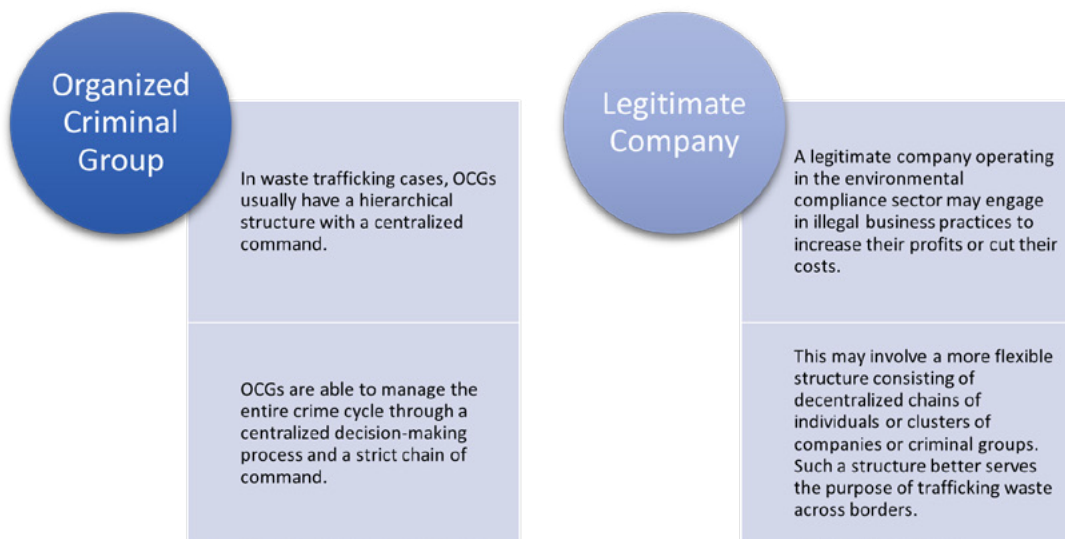 Organized
Criminal
Group
In waste trafficking cases, OCGs
usually have a hierarchical
structure with a centralized
command.
OCGs are able to manage the
entire crime cycle through a
centralized decision-making
process and a strict chain of
command.
Legitimate
Company
A legitimate company operating
in the environmental
compliance sector may engage
in illegal business practices to
increase their profits or cut their
costs.
This may involve a more flexible
structure consisting of
decentralized chains of
individuals or clusters of
companies or criminal groups.
Such a structure better serves
the purpose of trafficking waste
across borders.